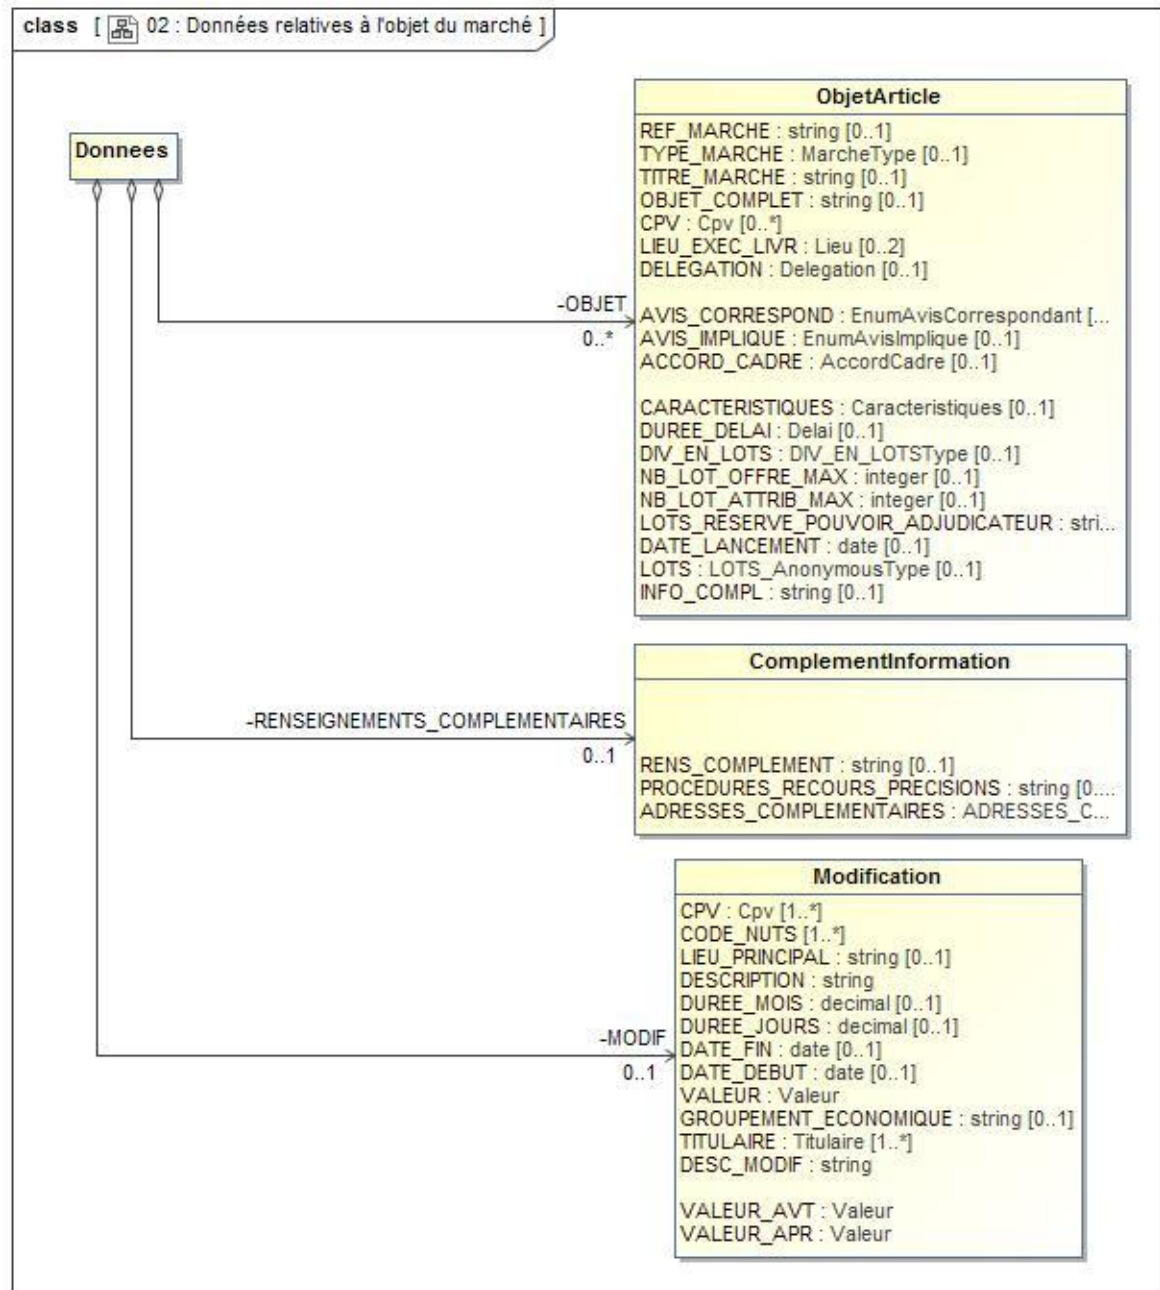 class [ 02 : Données relatives à l'objet du marché ]
Donnees
ObjetArticle
REF_MARCHE : string [0..1]
TYPE_MARCHE : MarcheType [0..1]
TITRE_MARCHE : string [0..1]
OBJET_COMPLET : string [0..1]
CPV : Cpv [0..*]
LIEU_EXEC_LIVR : Lieu [0..2]
DELEGATION : Delegation [0..1]
-OBJET
0..*
AVIS_CORRESPOND : EnumAvisCorrespondant [...
AVIS_IMPLIQUE : EnumAvisImplique [0..1]
ACCORD_CADRE : AccordCadre [0..1]
CARACTERISTIQUES : Caracteristiques [0..1]
DUREE_DELAI : Delai [0..1]
DIV_EN_LOTS : DIV_EN_LOTSType [0..1]
NB_LOT_OFFRE_MAX : integer [0..1]
NB_LOT_ATTRIB_MAX : integer [0..1]
LOTS_RESERVE_POUVOIR_ADJUDICATEUR : stri...
DATE_LANCEMENT : date [0..1]
LOTS : LOTS_AnonymousType [0..1]
INFO_COMPL : string [0..1]
ComplementInformation
-RENSEIGNEMENTS_COMPLEMENTAIRES
0..1
RENS_COMPLEMENT : string [0..1]
PROCEDURES_RECOURS_PRECISIONS : string [0....
ADRESSES_COMPLEMENTAIRES : ADRESSES_C...
Modification
CPV : Cpv [1..*]
CODE_NUTS [1..*]
LIEU_PRINCIPAL : string [0..1]
DESCRIPTION : string
DUREE_MOIS : decimal [0..1]
DUREE_JOURS : decimal [0..1]
-MODIF
0..1
DATE_FIN : date [0..1]
DATE_DEBUT : date [0..1]
VALEUR : Valeur
GROUPEMENT_ECONOMIQUE : string [0..1]
TITULAIRE : Titulaire [1..*]
DESC_MODIF : string
VALEUR_AVT : Valeur
VALEUR_APR : Valeur